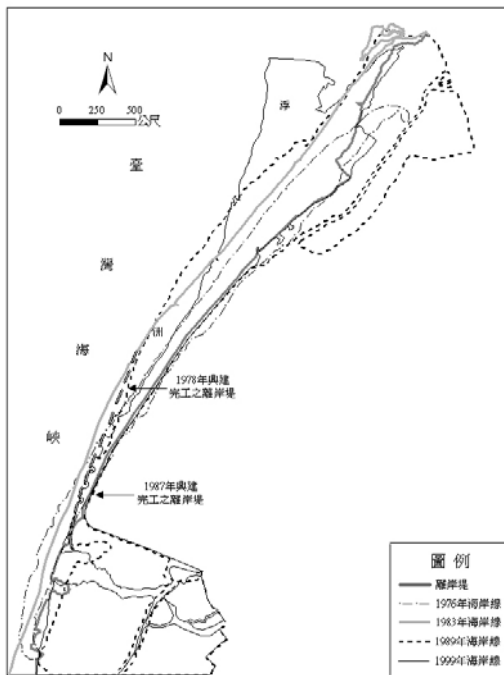 N
0 250 500
公尺
浮
臺
灣
海
峽
洲
1978年興建
完工之離岸堤
1987年興建
完工之離岸堤
圖例
離岸堤
1976年海岸線
1983年海岸線
1989年海岸線
1999年海岸線